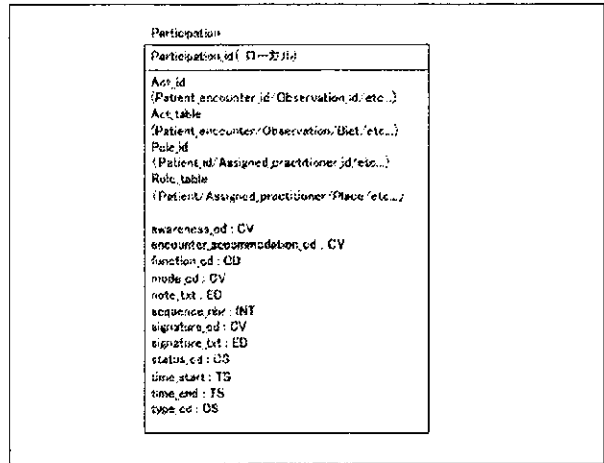 Participation
Participation_id(ローカル)
Act_id
(Patient_encounter_id/Observation_id/etc...)
Act_table
(Patient_encounter/Observation/Diet/etc...)
Role_id
(Patient_id/Assigned_practitioner_id/etc...)
Role_table
(Patient/Assigned_practitioner/Place/etc...)
awareness_cd : CV
encounter_accommodation_cd : CV
function_cd : CD
mode_cd : CV
note_txt : ED
sequence_nbr : INT
signature_cd : CV
signature_txt : ED
status_cd : CS
time_start : TS
time_end : TS
type_cd : CS